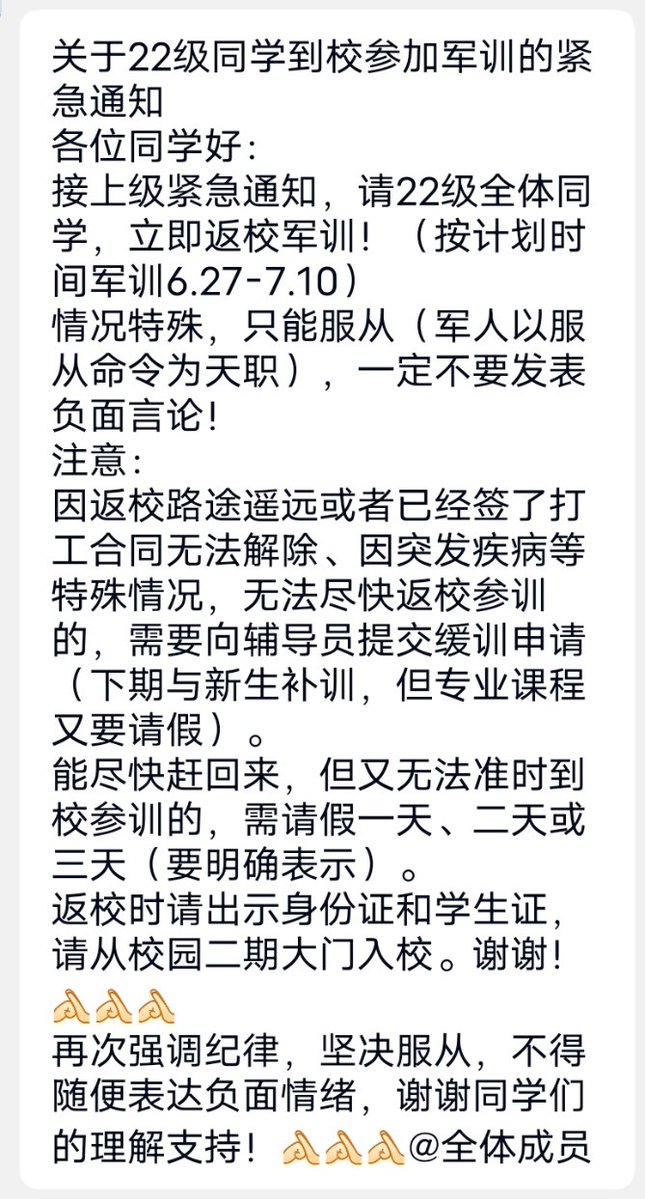 关于22级同学到校参加军训的紧
急通知
各位同学好：
接上级紧急通知，请22级全体同
学，立即返校军训！（按计划时
间军训6.27-7.10）
情况特殊，只能服从（军人以服
从命令为天职），一定不要发表
负面言论！
注意：
因返校路途遥远或者已经签了打
工合同无法解除、因突发疾病等
特殊情况，无法尽快返校参训
的，需要向辅导员提交缓训申请
（下期与新生补训，但专业课程
又要请假）。
能尽快赶回来，但又无法准时到
校参训的，需请假一天、二天或
三天（要明确表示）。
返校时请出示身份证和学生证，
请从校园二期大门入校。谢谢！
再次强调纪律，坚决服从，不得
随便表达负面情绪，谢谢同学们
的理解支持！@全体成员